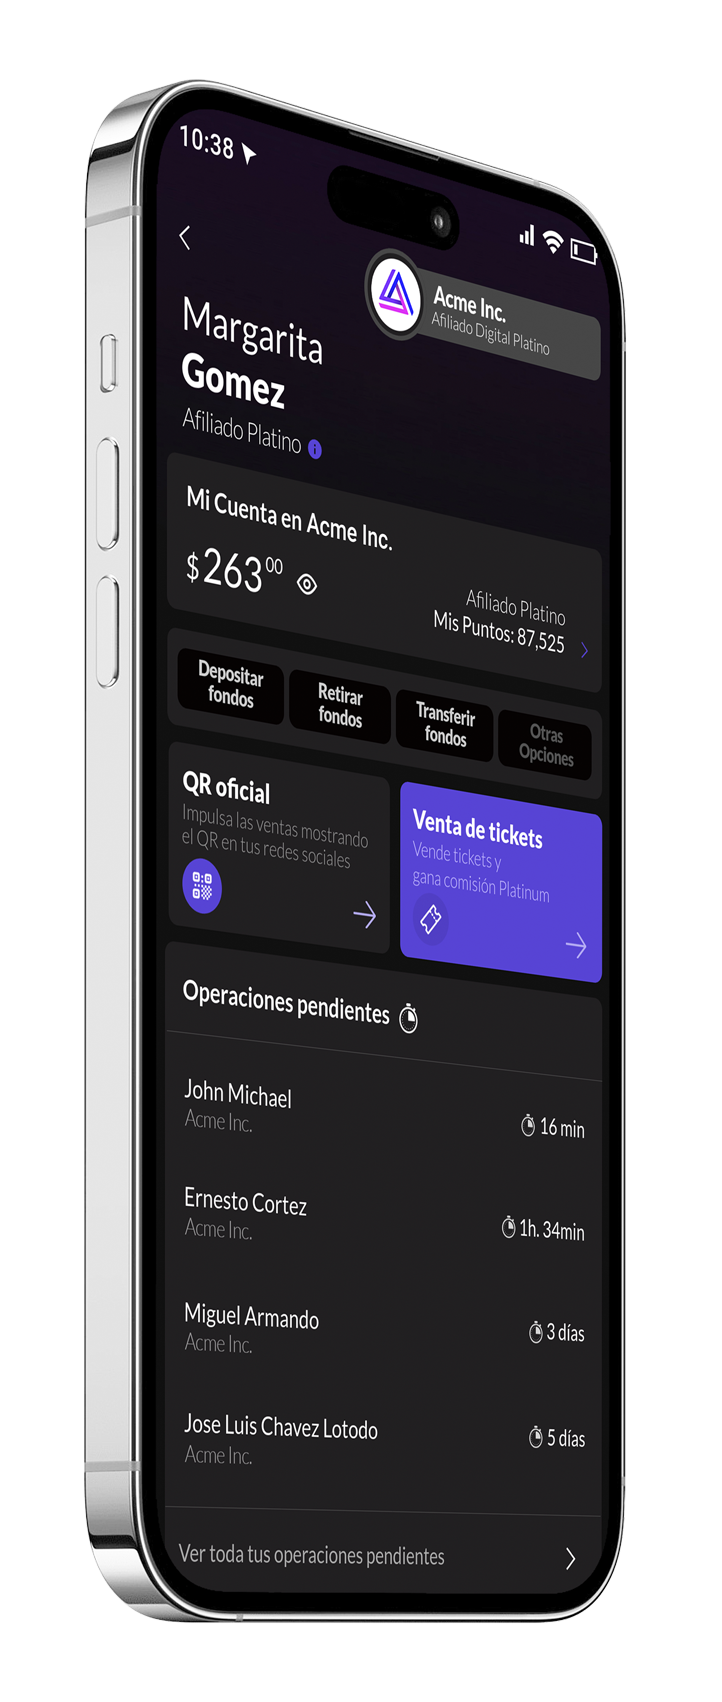 10:38
Acme Inc.
Afiliado Digital Platino
Margarita
Gomez
Afiliado Platino
Mi Cuenta en Acme Inc.
$263 00
Afiliado Platino
Mis Puntos: 87,525
Depositar
fondos
Retirar
fondos
Transferir
fondos
Otras
Opciones
QR oficial
Impulsa las ventas mostrando
el QR en tus redes sociales
Venta de tickets
Vende tickets y
gana comisión Platinum
Operaciones pendientes
John Michael
Acme Inc.
16 min
Ernesto Cortez
Acme Inc.
1h. 34min
Miguel Armando
Acme Inc.
3 días
Jose Luis Chavez Lotodo
Acme Inc.
5 días
Ver toda tus operaciones pendientes